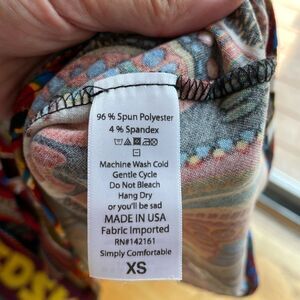 96 % Spun Polyester
4 % Spandex
Machine Wash Cold
Gentle Cycle
Do Not Bleach
Hang Dry
or you'll be sad
MADE IN USA
Fabric Imported
RN#142161
Simply Comfortable
XS